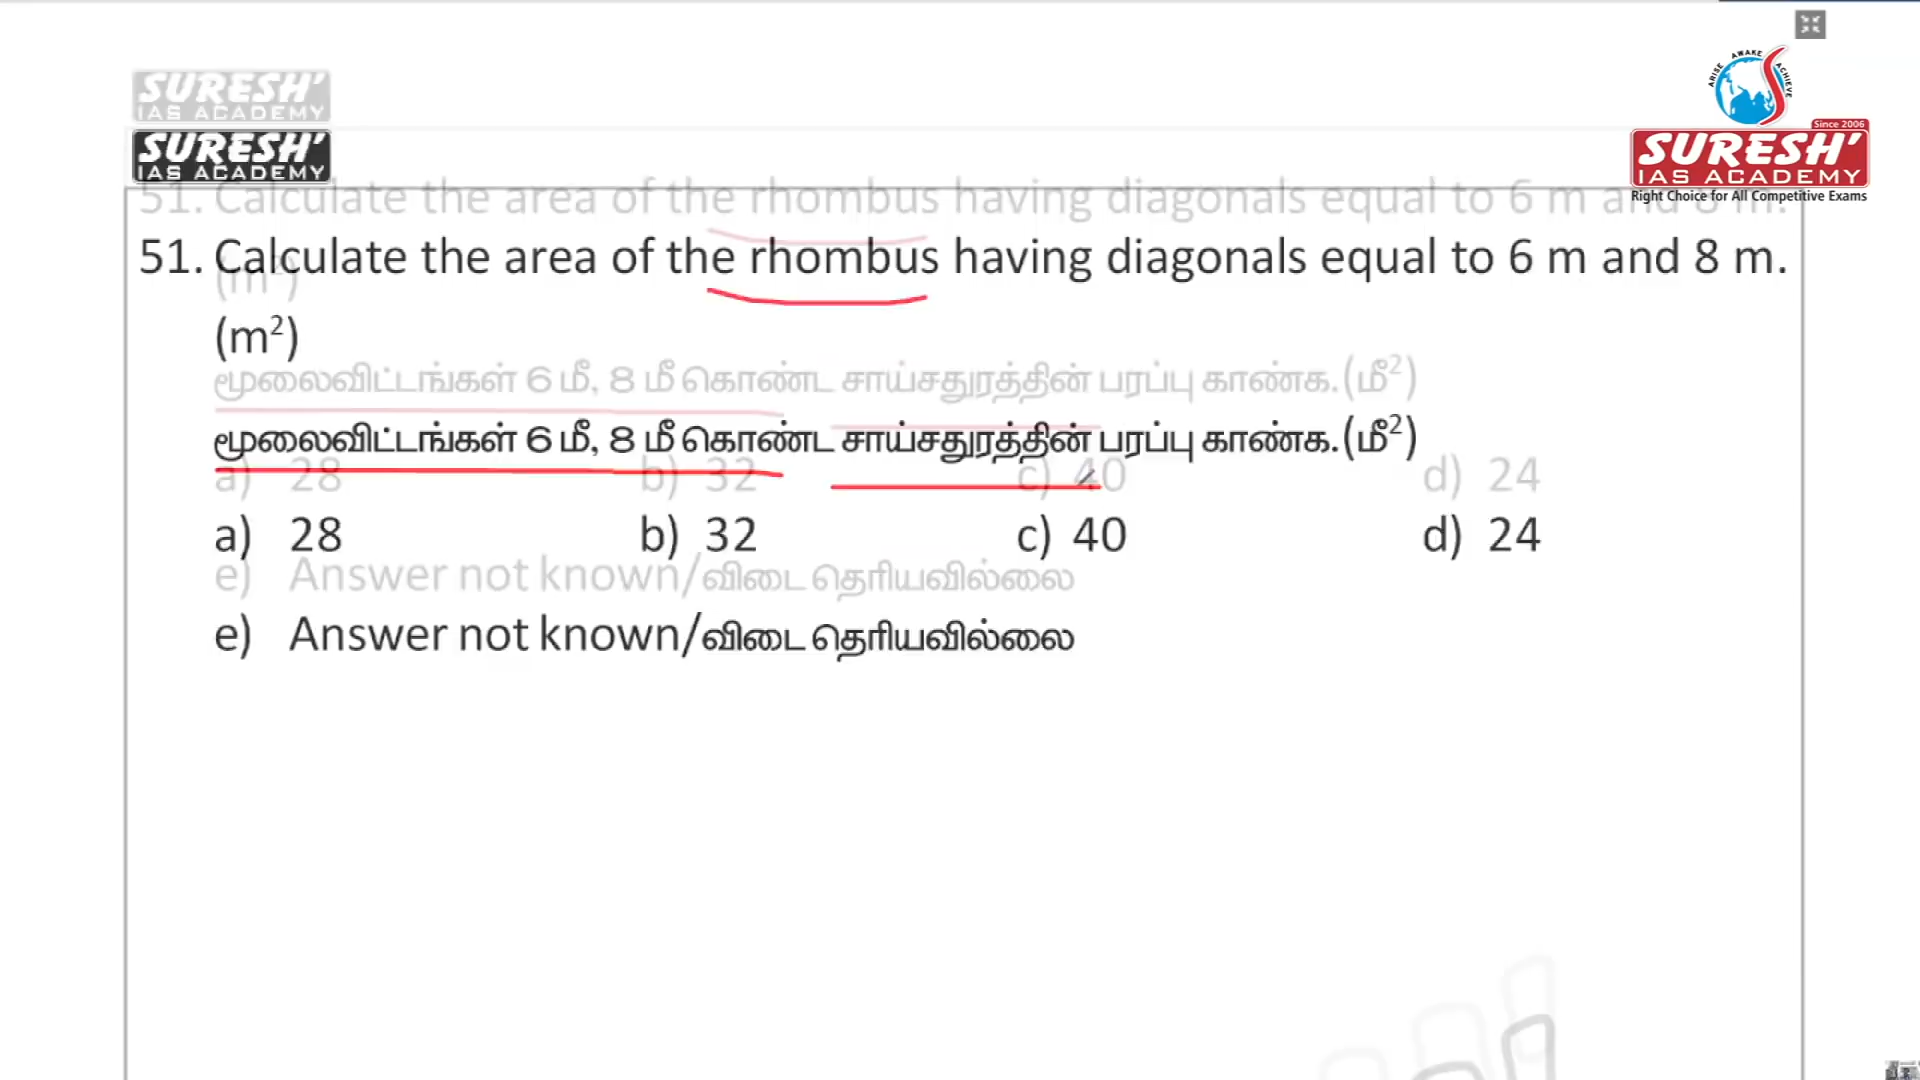 SURESH'
IAS ACADEMY
SURESH'
IAS ACADEMY
ARISE AWAKE ACHIEVE
Since 2006
SURESH'
IAS ACADEMY
Right Choice for All Competitive Exams
51. Calculate the area of the rhombus having diagonals equal to 6 m and 8 m.
51. Calculate the area of the rhombus having diagonals equal to 6 m and 8 m.
(m²)
(m²)
மூலைவிட்டங்கள் 6 மீ, 8 மீ கொண்ட சாய்சதுரத்தின் பரப்பு காண்க.(மீ²)
மூலைவிட்டங்கள் 6 மீ, 8 மீ கொண்ட சாய்சதுரத்தின் பரப்பு காண்க.(மீ²)
a) 28 b) 32 c) 40 d) 24
a) 28 b) 32 c) 40 d) 24
e) Answer not known/விடை தெரியவில்லை
e) Answer not known/விடை தெரியவில்லை